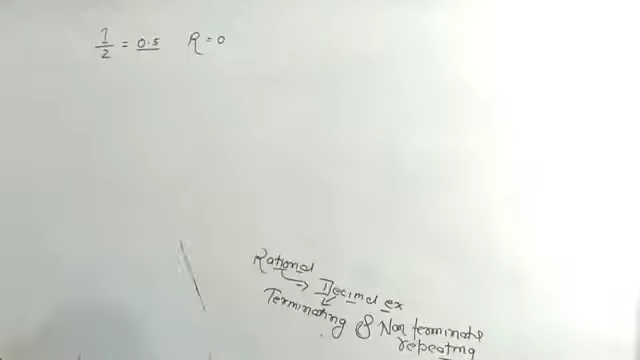 1/2 = 0.5 R = 0
Rational
→ Decimal ex
Terminating & Non terminate
repeating